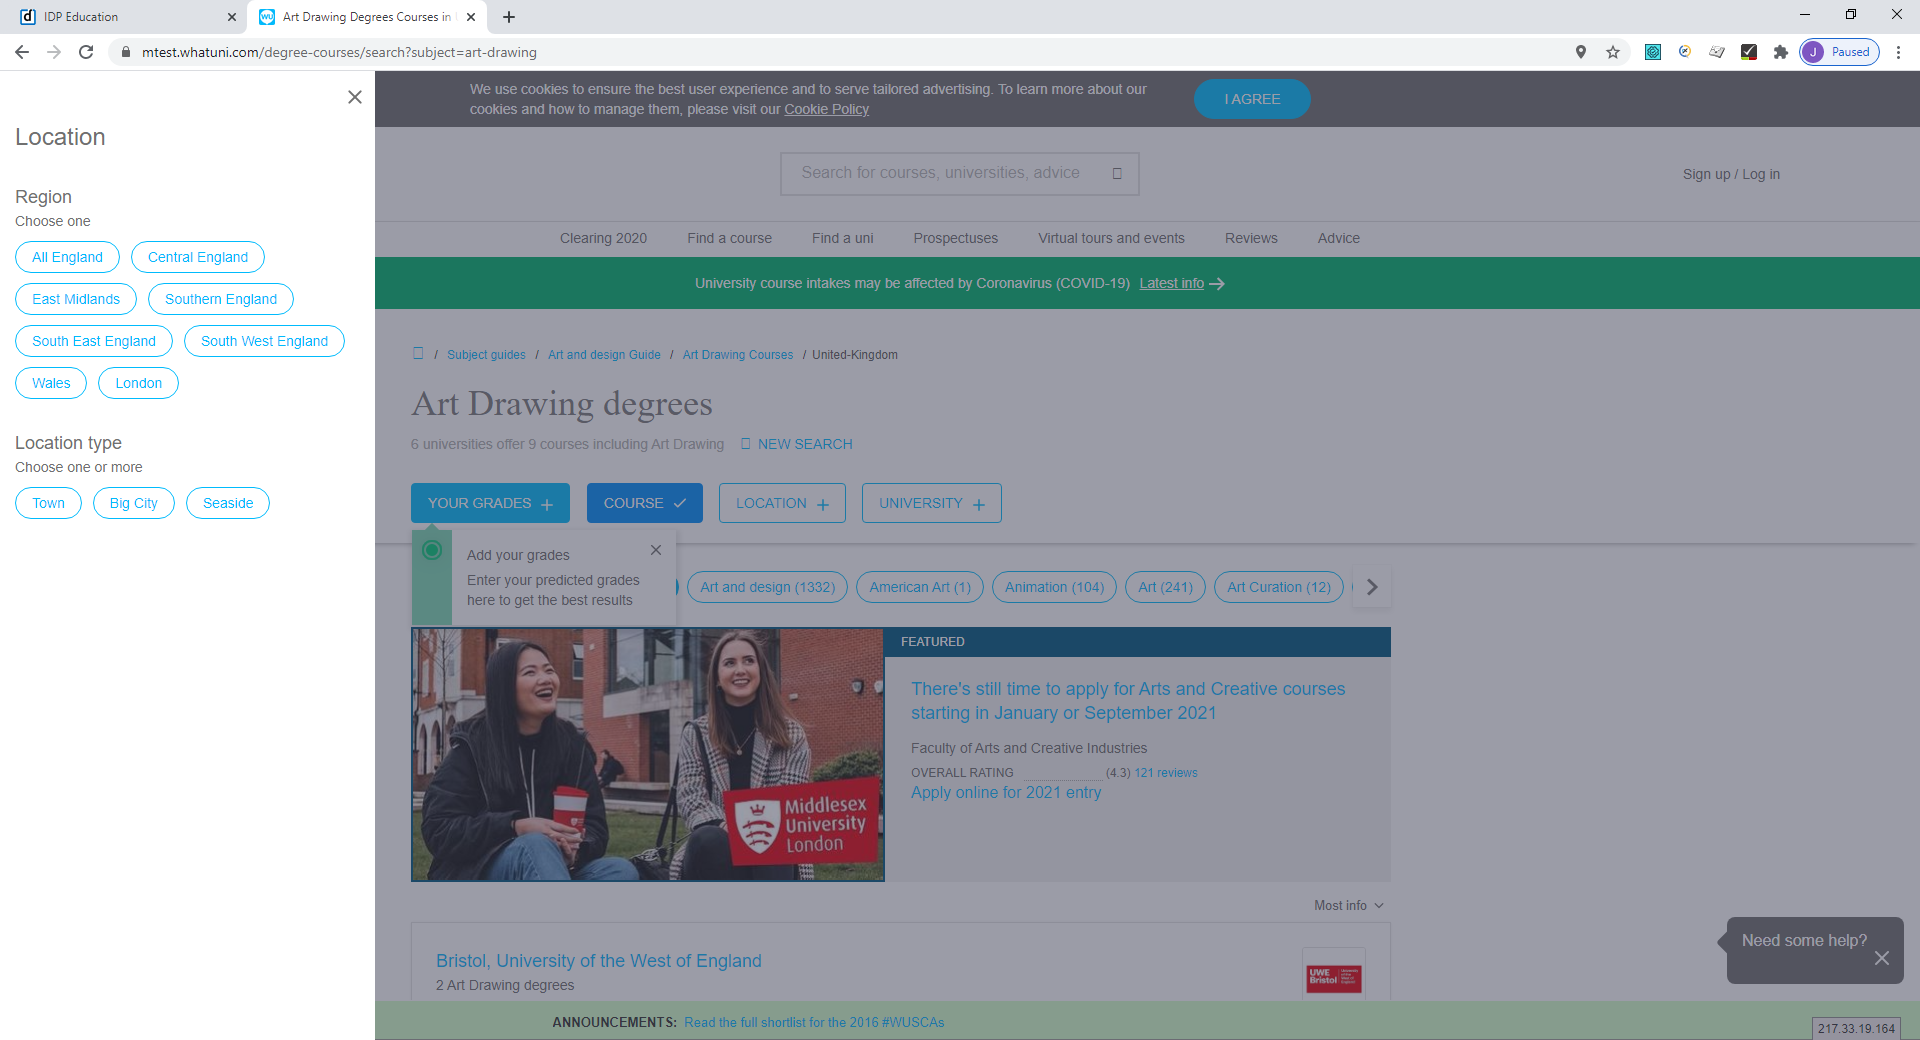 IDP Education
Art Drawing Degrees Courses in
mtest.whatuni.com/degree-courses/search?subject=art-drawing
J Paused
Location
Region
Choose one
All England
Central England
East Midlands
Southern England
South East England
South West England
Wales
London
Location type
Choose one or more
Town
Big City
Seaside
We use cookies to ensure the best user experience and to serve tailored advertising. To learn more about our
cookies and how to manage them, please visit our Cookie Policy
I AGREE
Search for courses, universities, advice
Sign up / Log in
Clearing 2020
Find a course
Find a uni
Prospectuses
Virtual tours and events
Reviews
Advice
University course intakes may be affected by Coronavirus (COVID-19) Latest info
/ Subject guides / Art and design Guide / Art Drawing Courses / United-Kingdom
Art Drawing degrees
6 universities offer 9 courses including Art Drawing
NEW SEARCH
YOUR GRADES
COURSE
LOCATION
UNIVERSITY
Add your grades
Enter your predicted grades
here to get the best results
Art and design (1332)
American Art (1)
Animation (104)
Art (241)
Art Curation (12)
Middlesex
University
London
FEATURED
There's still time to apply for Arts and Creative courses
starting in January or September 2021
Faculty of Arts and Creative Industries
OVERALL RATING (4.3) 121 reviews
Apply online for 2021 entry
Most info
Bristol, University of the West of England
2 Art Drawing degrees
UWE
Bristol
Need some help?
ANNOUNCEMENTS: Read the full shortlist for the 2016 #WUSCAs
217.33.19.164